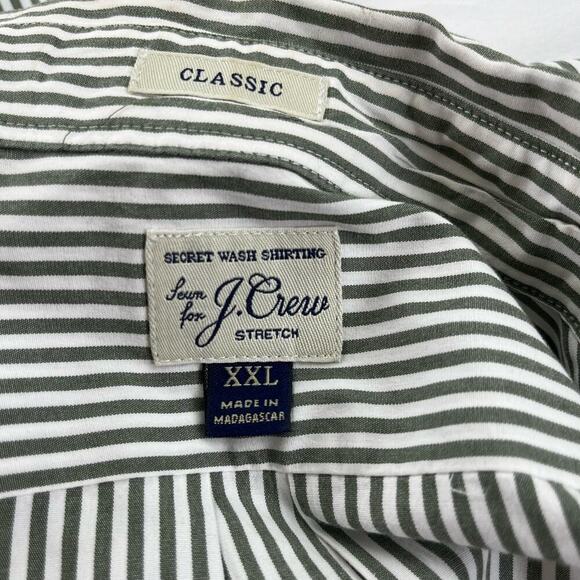 CLASSIC
SECRET WASH SHIRTING
Sewn for J.Crew
STRETCH
XXL
MADE IN
MADAGASCAR